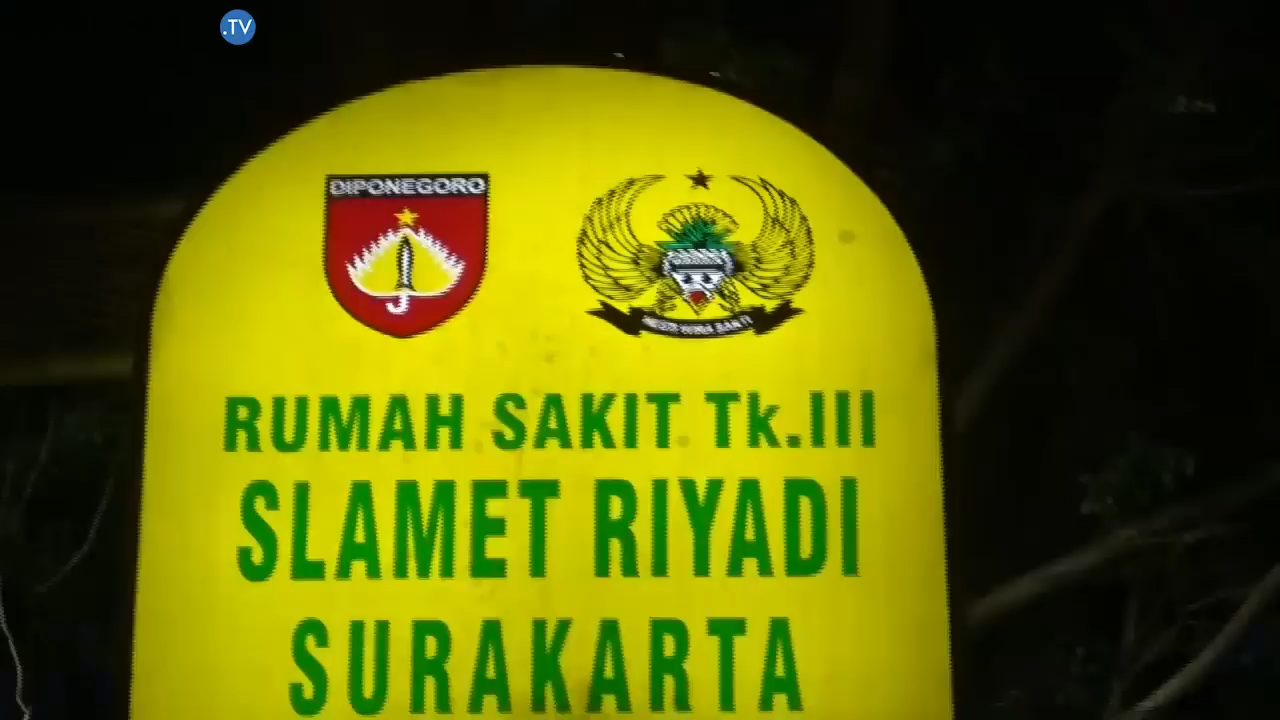 .TV
DIPONEGORO
RUMAH SAKIT Tk.III
SLAMET RIYADI
SURAKARTA